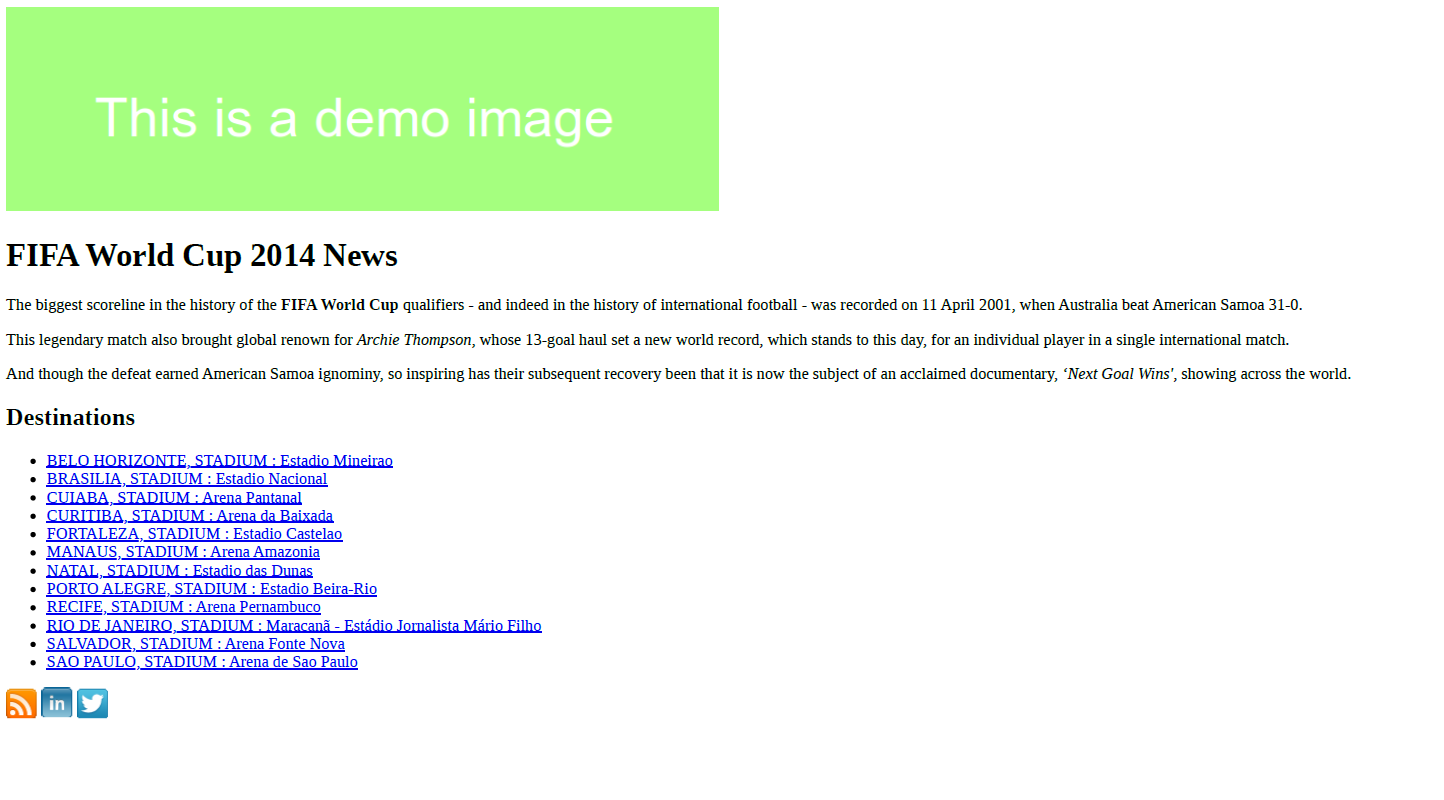 This is a demo image
FIFA World Cup 2014 News
The biggest scoreline in the history of the FIFA World Cup qualifiers - and indeed in the history of international football - was recorded on 11 April 2001, when Australia beat American Samoa 31-0.
This legendary match also brought global renown for Archie Thompson, whose 13-goal haul set a new world record, which stands to this day, for an individual player in a single international match.
And though the defeat earned American Samoa ignominy, so inspiring has their subsequent recovery been that it is now the subject of an acclaimed documentary, ‘Next Goal Wins', showing across the world.
Destinations
BELO HORIZONTE, STADIUM : Estadio Mineirao
BRASILIA, STADIUM : Estadio Nacional
CUIABA, STADIUM : Arena Pantanal
CURITIBA, STADIUM : Arena da Baixada
FORTALEZA, STADIUM : Estadio Castelao
MANAUS, STADIUM : Arena Amazonia
NATAL, STADIUM : Estadio das Dunas
PORTO ALEGRE, STADIUM : Estadio Beira-Rio
RECIFE, STADIUM : Arena Pernambuco
RIO DE JANEIRO, STADIUM : Maracanã - Estádio Jornalista Mário Filho
SALVADOR, STADIUM : Arena Fonte Nova
SAO PAULO, STADIUM : Arena de Sao Paulo
in